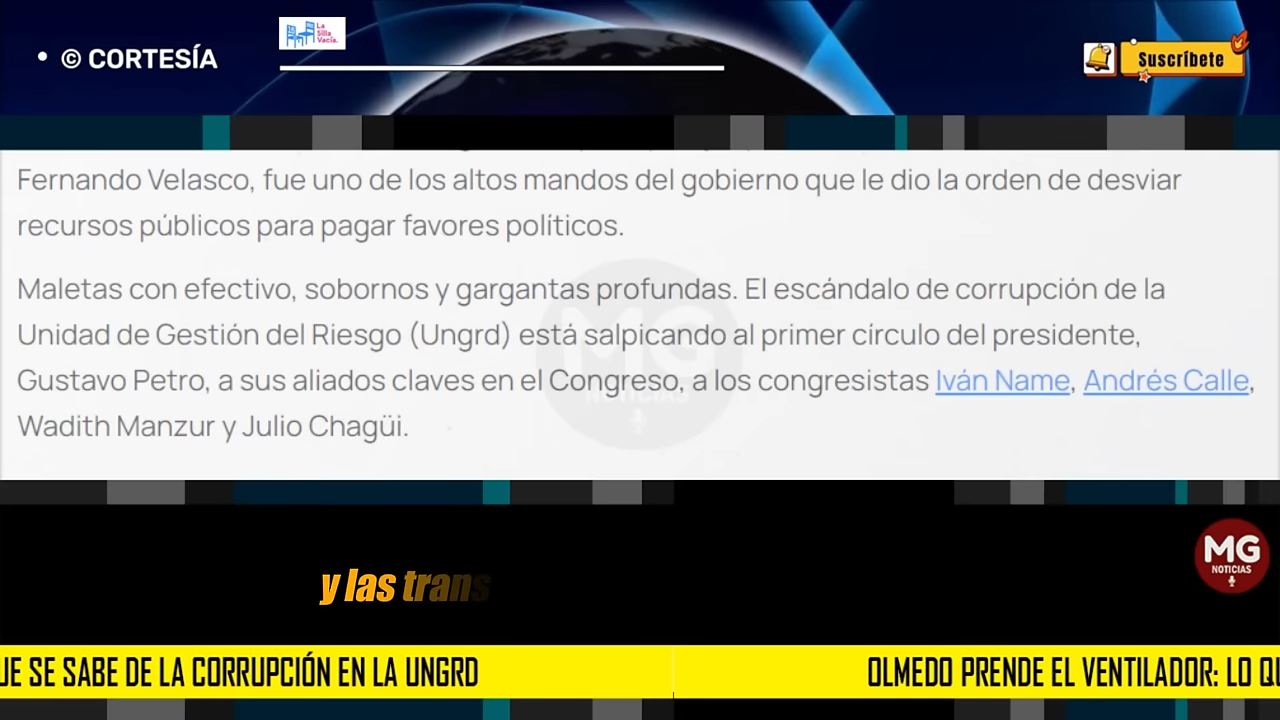 • © CORTESÍA
La
Silla
Vacía.
Suscríbete
Fernando Velasco, fue uno de los altos mandos del gobierno que le dio la orden de desviar
recursos públicos para pagar favores políticos.
Maletas con efectivo, sobornos y gargantas profundas. El escándalo de corrupción de la
Unidad de Gestión del Riesgo (Ungrd) está salpicando al primer círculo del presidente,
Gustavo Petro, a sus aliados claves en el Congreso, a los congresistas Iván Name, Andrés Calle,
Wadith Manzur y Julio Chagüi.
MG
NOTICIAS
MG
NOTICIAS
y las trans
UE SE SABE DE LA CORRUPCIÓN EN LA UNGRD
OLMEDO PRENDE EL VENTILADOR: LO QU